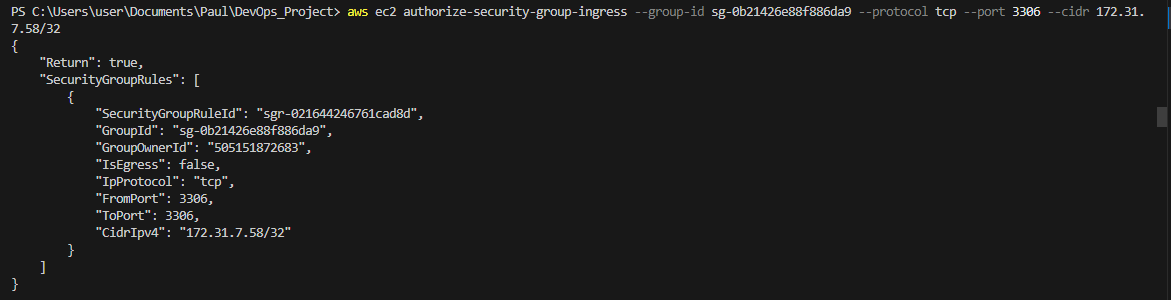 PS C:\Users\user\Documents\Paul\DevOps_Project> aws ec2 authorize-security-group-ingress --group-id sg-0b21426e88f886da9 --protocol tcp --port 3306 --cidr 172.31.
7.58/32
{
    "Return": true,
    "SecurityGroupRules": [
        {
            "SecurityGroupRuleId": "sgr-021644246761cad8d",
            "GroupId": "sg-0b21426e88f886da9",
            "GroupOwnerId": "505151872683",
            "IsEgress": false,
            "IpProtocol": "tcp",
            "FromPort": 3306,
            "ToPort": 3306,
            "CidrIpv4": "172.31.7.58/32"
        }
    ]
}